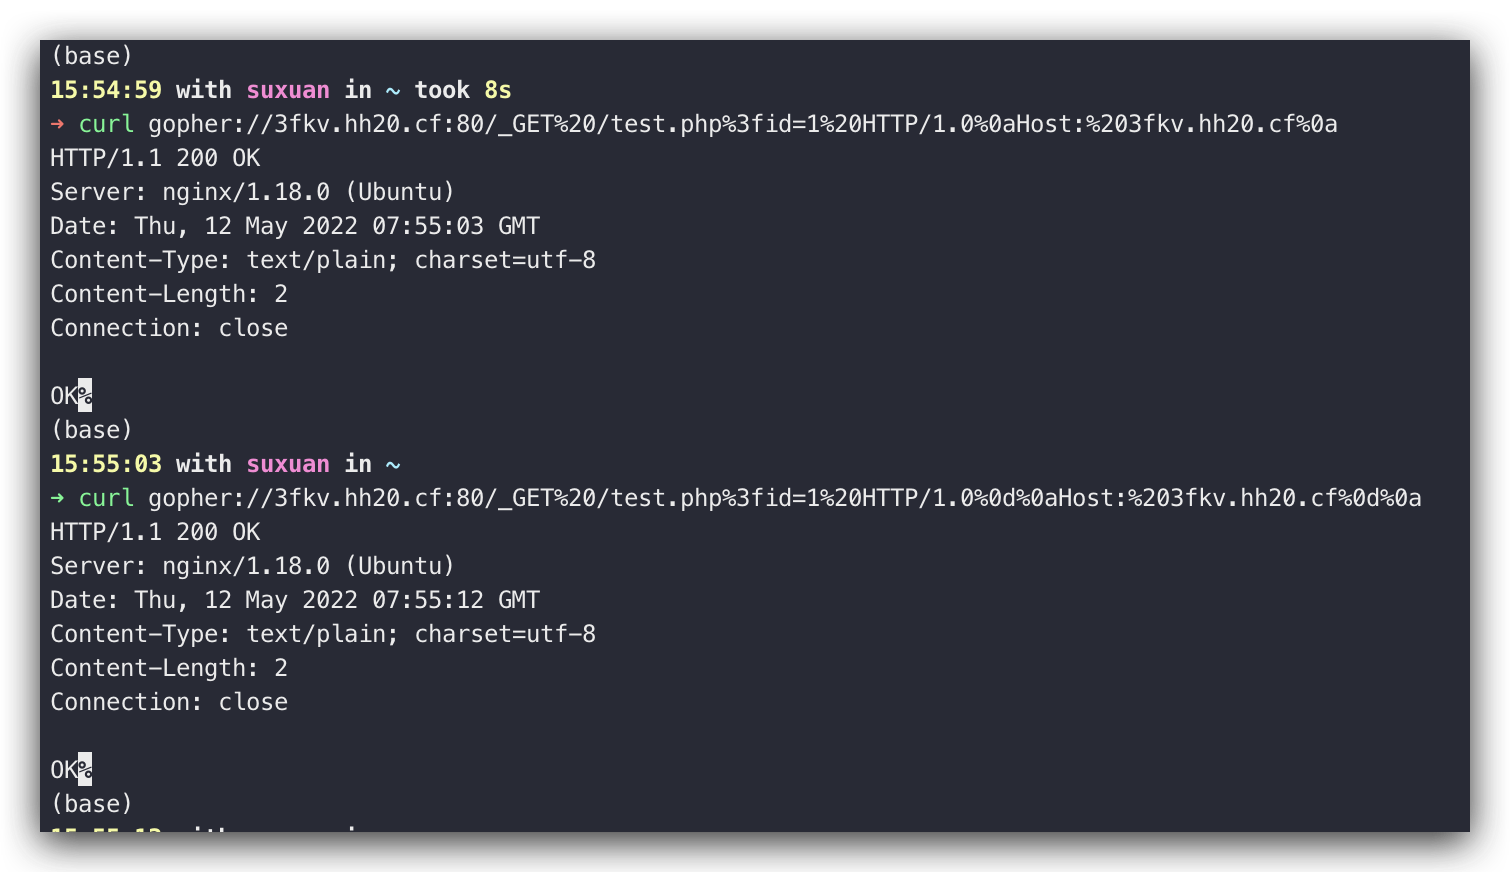 (base)
15:54:59 with suxuan in ~ took 8s
→ curl gopher://3fkv.hh20.cf:80/_GET%20/test.php%3fid=1%20HTTP/1.0%0aHost:%203fkv.hh20.cf%0a
HTTP/1.1 200 OK
Server: nginx/1.18.0 (Ubuntu)
Date: Thu, 12 May 2022 07:55:03 GMT
Content-Type: text/plain; charset=utf-8
Content-Length: 2
Connection: close
OK%
(base)
15:55:03 with suxuan in ~
→ curl gopher://3fkv.hh20.cf:80/_GET%20/test.php%3fid=1%20HTTP/1.0%0d%0aHost:%203fkv.hh20.cf%0d%0a
HTTP/1.1 200 OK
Server: nginx/1.18.0 (Ubuntu)
Date: Thu, 12 May 2022 07:55:12 GMT
Content-Type: text/plain; charset=utf-8
Content-Length: 2
Connection: close
OK%
(base)